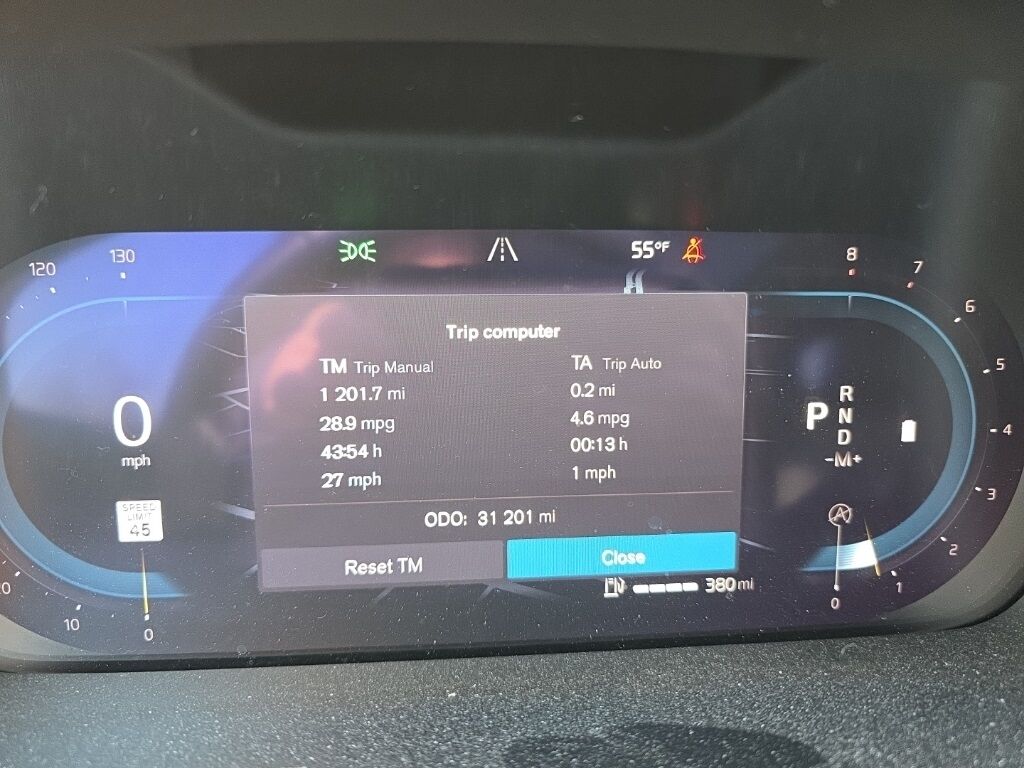 120
130
55°F
8
7
6
5
4
3
2
1
0
Trip computer
TM Trip Manual
1 201.7 mi
28.9 mpg
43:54 h
27 mph
TA Trip Auto
0.2 mi
4.6 mpg
00:13 h
1 mph
ODO: 31 201 mi
Reset TM
Close
0
mph
SPEED
LIMIT
45
P
R
N
D
-M+
A
380 mi
10
0